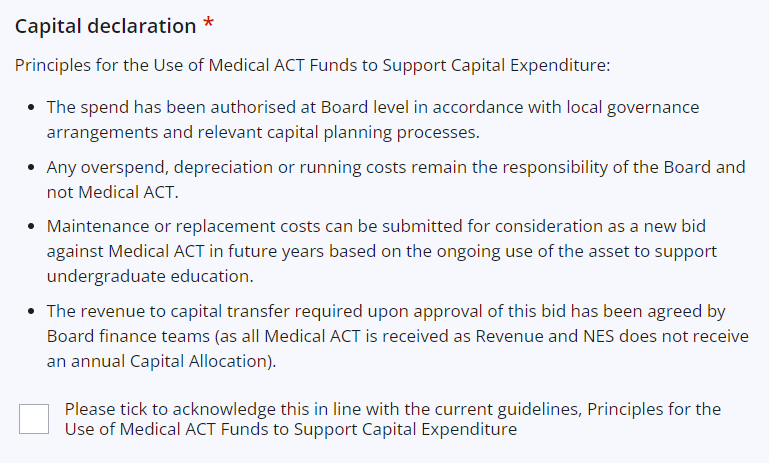 Capital declaration *
Principles for the Use of Medical ACT Funds to Support Capital Expenditure:
• The spend has been authorised at Board level in accordance with local governance
arrangements and relevant capital planning processes.
• Any overspend, depreciation or running costs remain the responsibility of the Board and
not Medical ACT.
• Maintenance or replacement costs can be submitted for consideration as a new bid
against Medical ACT in future years based on the ongoing use of the asset to support
undergraduate education.
• The revenue to capital transfer required upon approval of this bid has been agreed by
Board finance teams (as all Medical ACT is received as Revenue and NES does not receive
an annual Capital Allocation).
Please tick to acknowledge this in line with the current guidelines, Principles for the
Use of Medical ACT Funds to Support Capital Expenditure